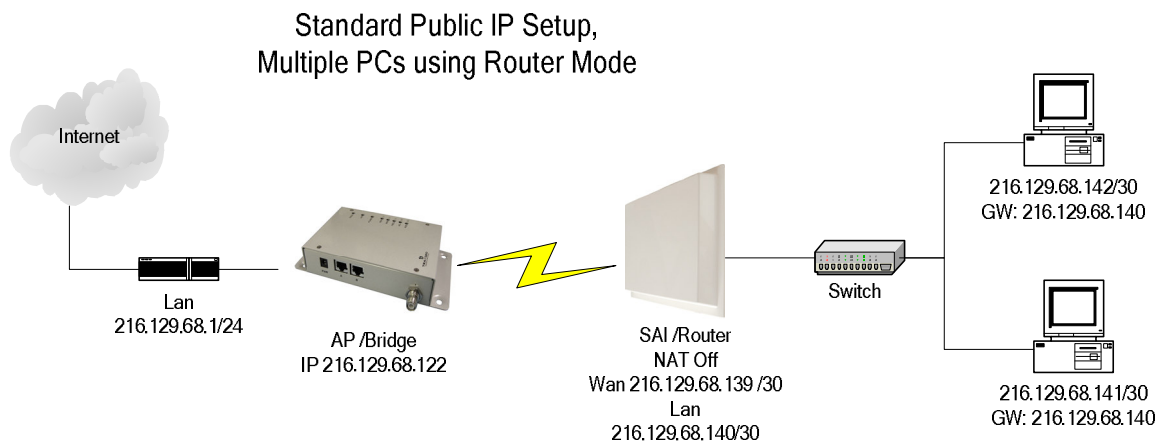 Standard Public IP Setup,
Multiple PCs using Router Mode
Internet
Lan
216.129.68.1/24
AP /Bridge
IP 216.129.68.122
SAI /Router
NAT Off
Wan 216.129.68.139 /30
Lan
216.129.68.140/30
Switch
216.129.68.142/30
GW: 216.129.68.140
216.129.68.141/30
GW: 216.129.68.140